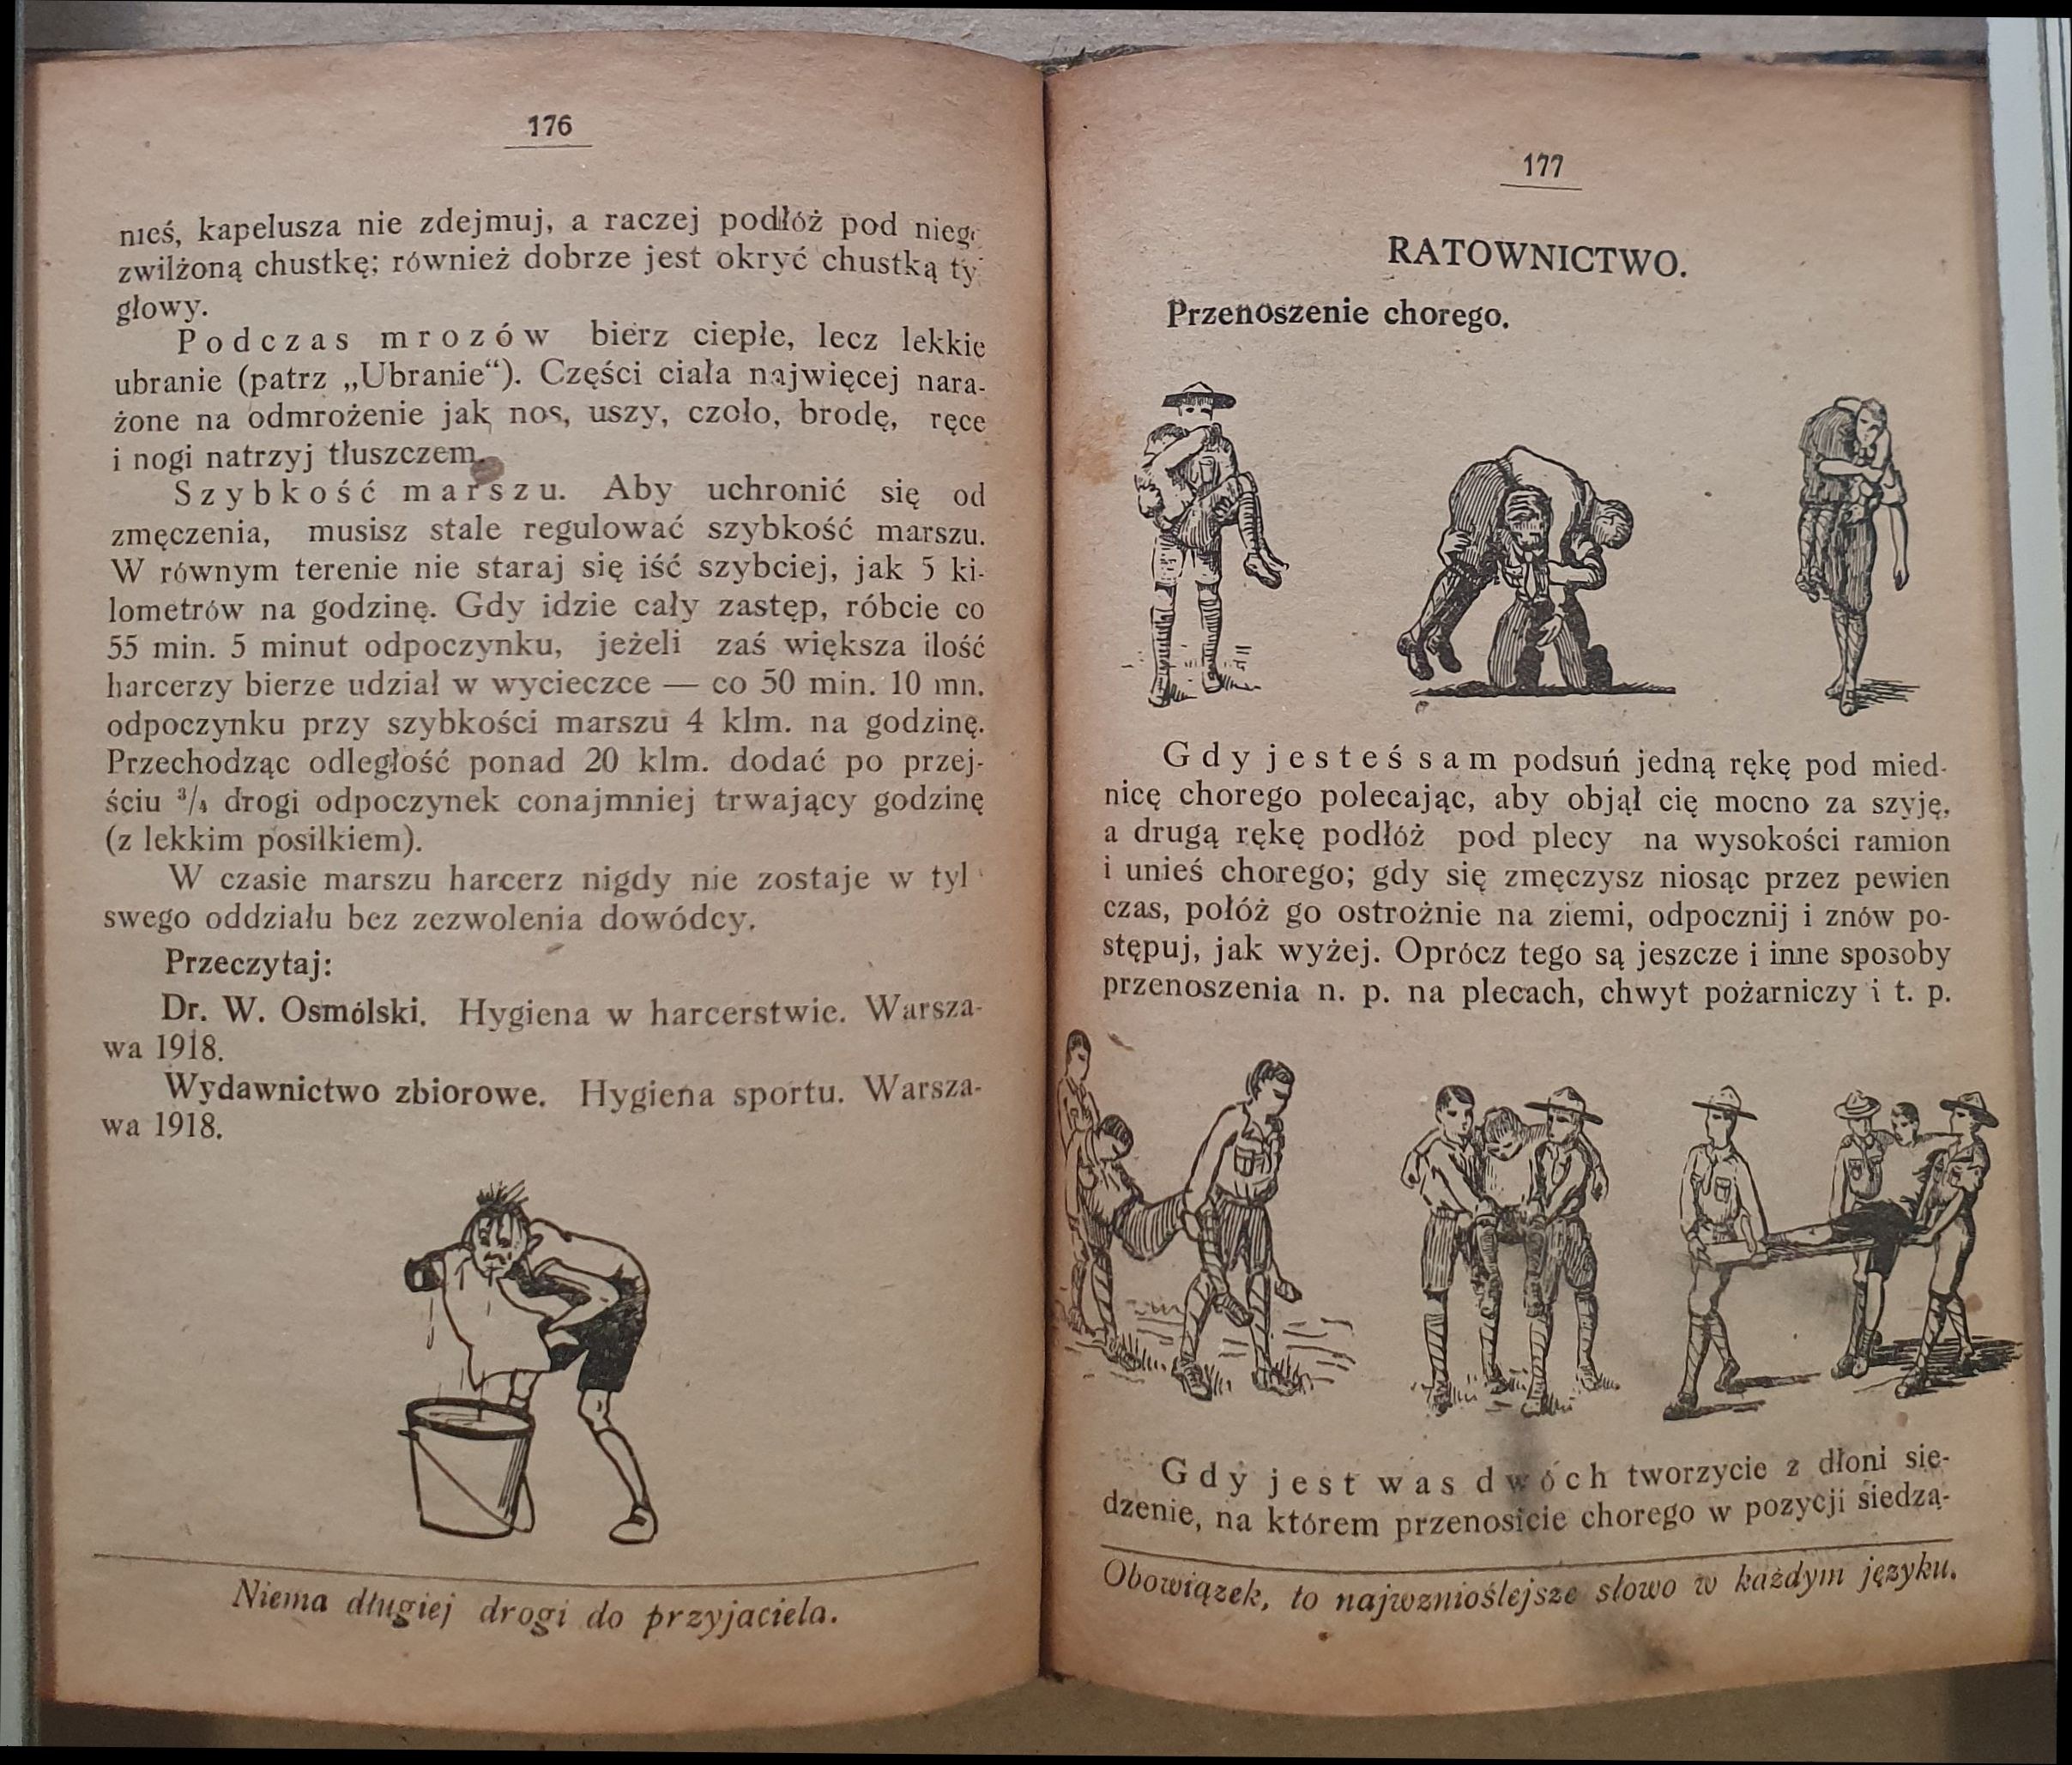 176
nieś, kapelusza nie zdejmuj, a raczej podłóż pod nieg
zwilżoną chustkę; również dobrze jest okryć chustką ty
głowy.
Podczas mrozów bierz ciepłe, lecz lekkie
ubranie (patrz „Ubranie“). Części ciała najwięcej nara-
żone na odmrożenie jak nos, uszy, czoło, brodę, ręce
i nogi natrzyj tłuszczem.
Szybkość marszu. Aby uchronić się od
zmęczenia, musisz stale regulować szybkość marszu.
W równym terenie nie staraj się iść szybciej, jak 5 ki-
lometrów na godzinę. Gdy idzie cały zastęp, róbcie co
55 min. 5 minut odpoczynku, jeżeli zaś większa ilość
harcerzy bierze udział w wycieczce — co 50 min. 10 mn.
odpoczynku przy szybkości marszu 4 klm. na godzinę.
Przechodząc odległość ponad 20 klm. dodać po przej-
ściu 3/4 drogi odpoczynek conajmniej trwający godzinę
(z lekkim posiłkiem).
W czasie marszu harcerz nigdy nie zostaje w tyl
swego oddziału bez zezwolenia dowódcy.
Przeczytaj:
Dr. W. Osmólski. Hygiena w harcerstwie. Warsza-
wa 1918.
Wydawnictwo zbiorowe. Hygiena sportu. Warsza-
wa 1918.
Niema długiej drogi do przyjaciela.
177
RATOWNICTWO.
Przenoszenie chorego.
Gdy jesteś sam podsuń jedną rękę pod mied-
nicę chorego polecając, aby objął cię mocno za szyję,
a drugą rękę podłóż pod plecy na wysokości ramion
i unieś chorego; gdy się zmęczysz niosąc przez pewien
czas, połóż go ostrożnie na ziemi, odpocznij i znów po-
stępuj, jak wyżej. Oprócz tego są jeszcze i inne sposoby
przenoszenia n. p. na plecach, chwyt pożarniczy i t. p.
Gdy jest was dwóch tworzycie z dłoni sie-
dzenie, na którem przenosicie chorego w pozycji siedzą-
Obowiązek, to najwznioślejsze słowo w każdym języku.